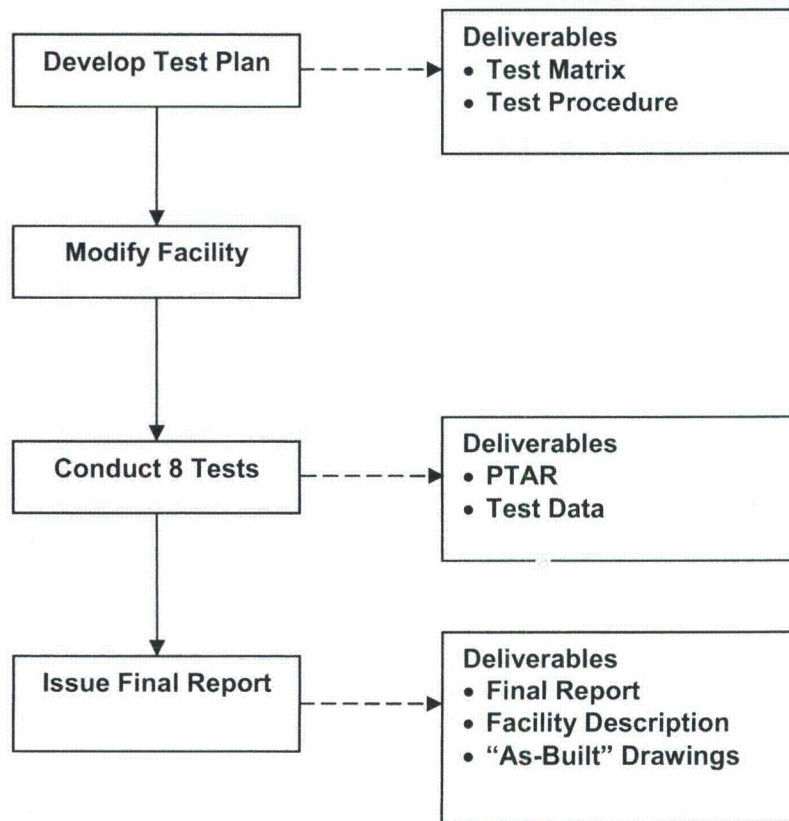 Develop Test Plan
Deliverables
• Test Matrix
• Test Procedure
Modify Facility
Conduct 8 Tests
Deliverables
• PTAR
• Test Data
Issue Final Report
Deliverables
• Final Report
• Facility Description
• “As-Built” Drawings